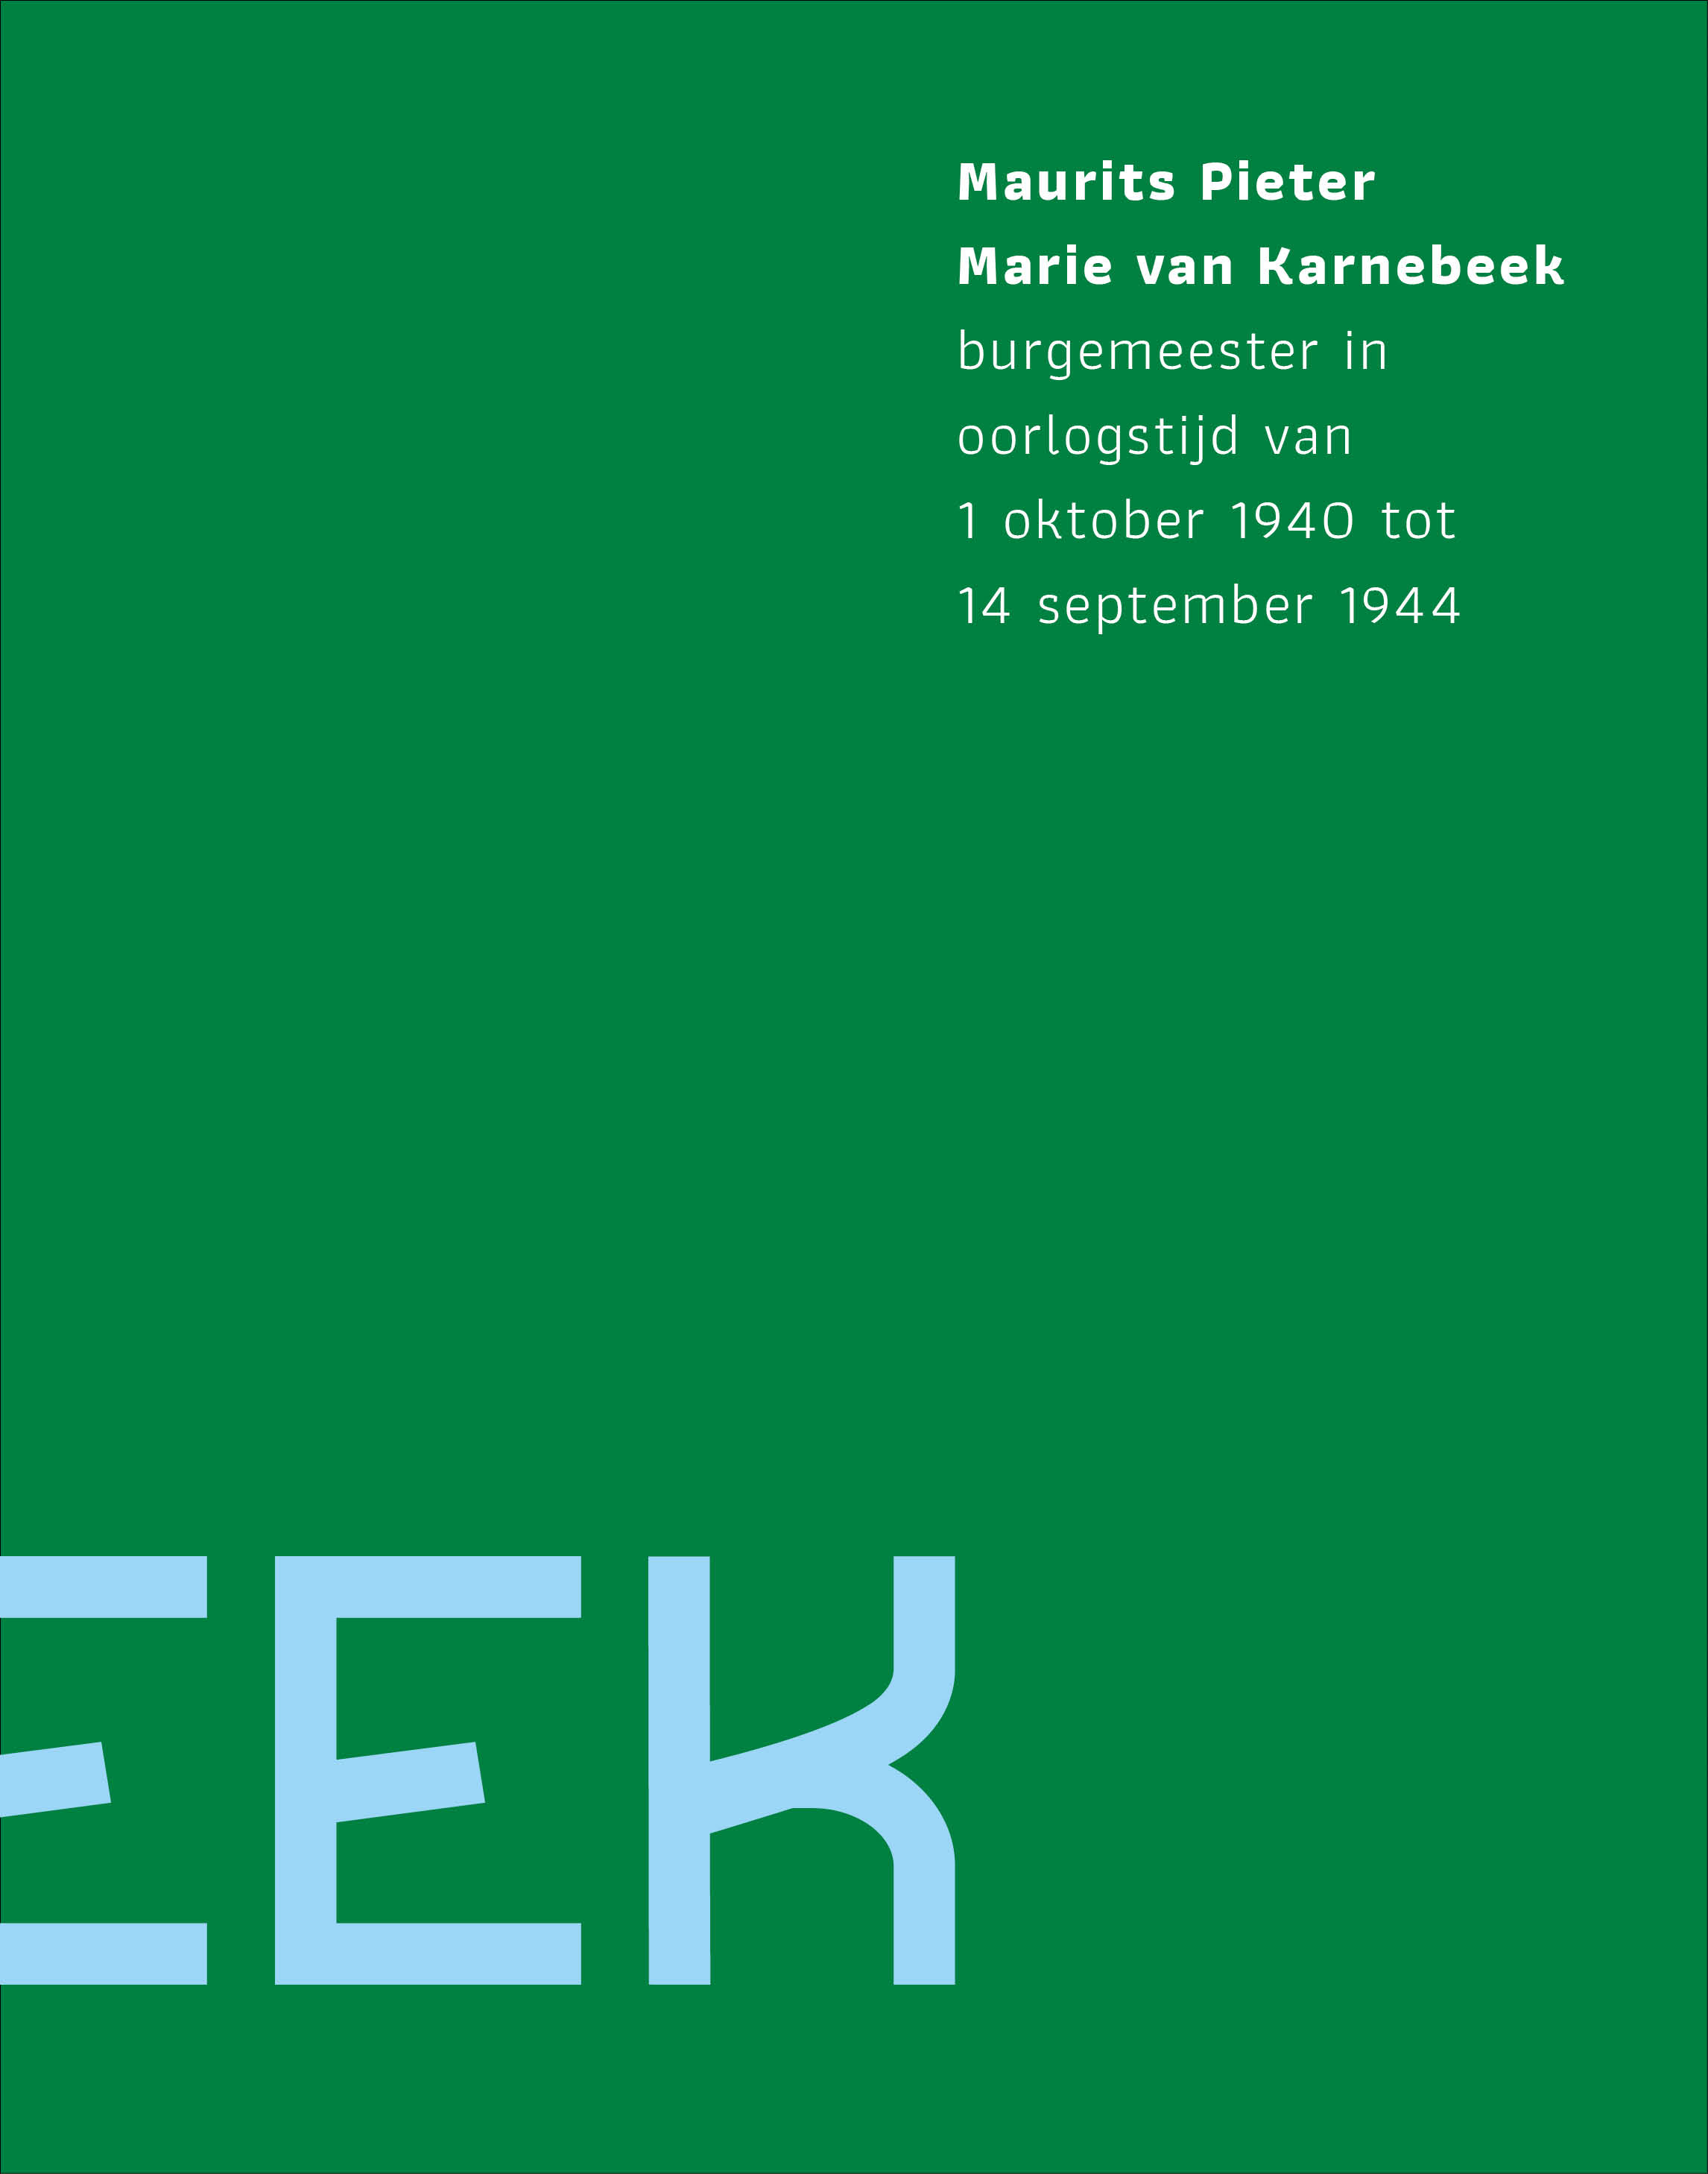 Maurits Pieter
Marie van Karnebeek
burgemeester in
oorlogstijd van
1 oktober 1940 tot
14 september 1944
EEK